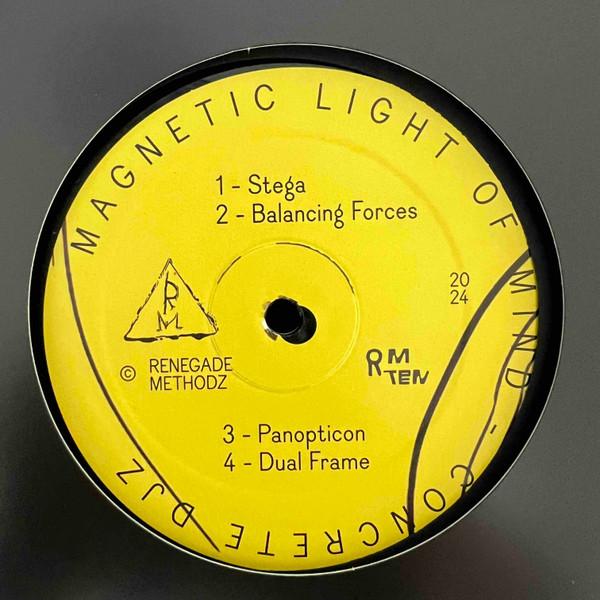 MAGNETIC LIGHT OF MIND - CONCRETE DJZ
1 - Stega
2 - Balancing Forces
20
24
R
M
RM
TEN
© RENEGADE
METHODZ
3 - Panopticon
4 - Dual Frame